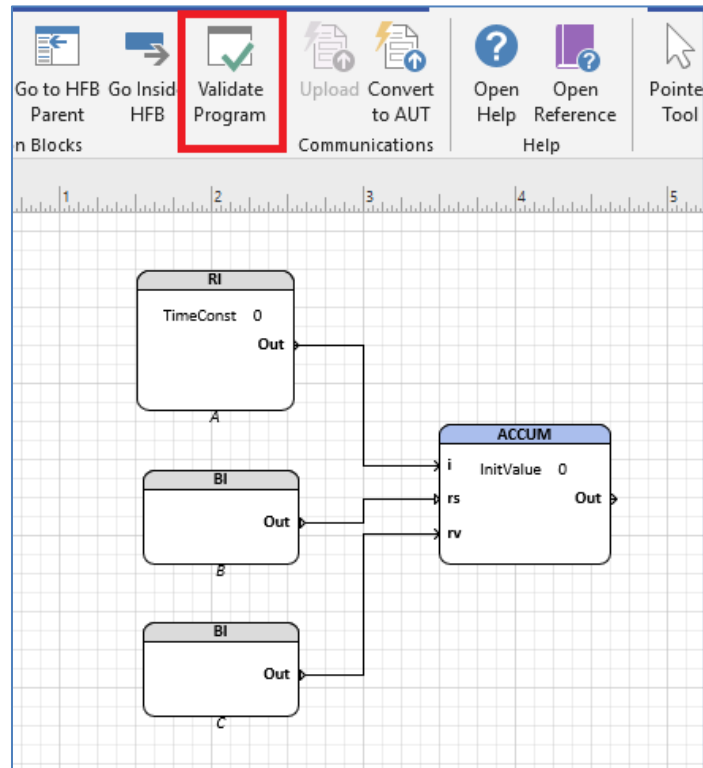 Go to HFB Go Insid Validate Upload Convert Open Open Pointe
Parent HFB Program to AUT Help Reference Tool
n Blocks Communications Help
1 2 3 4 5
RI
TimeConst 0
Out
A
ACCUM
i InitValue 0
rs Out
rv
BI
Out
B
BI
Out
C